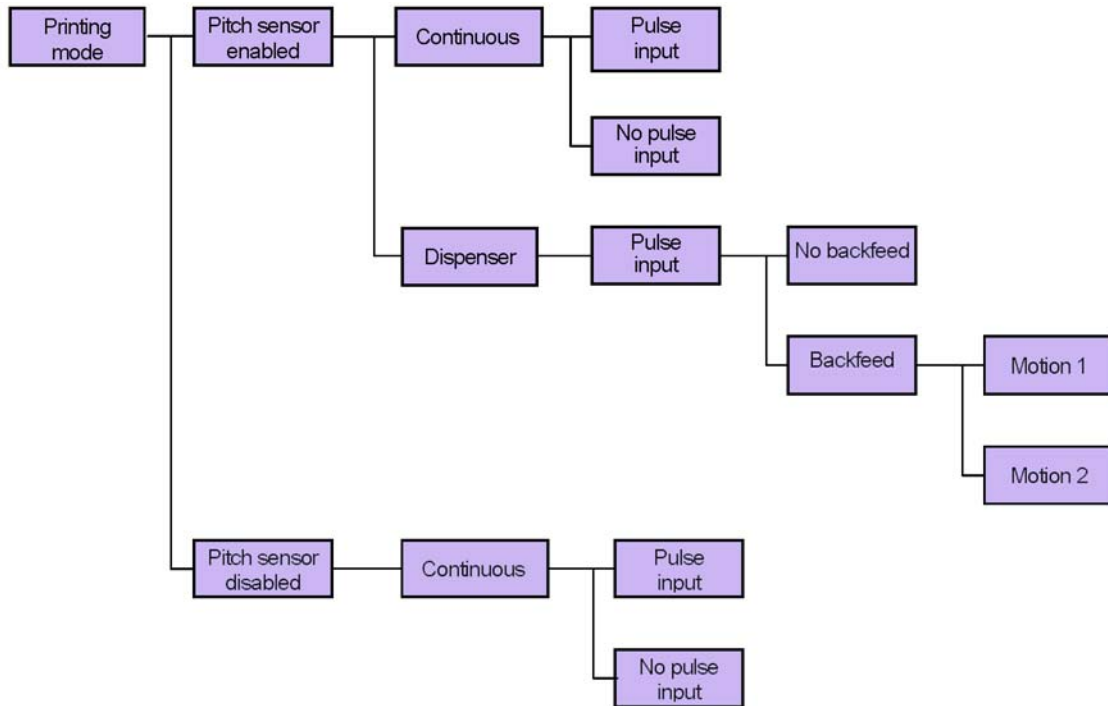 Printing
mode
Pitch sensor
enabled
Continuous
Pulse
input
No pulse
input
Dispenser
Pulse
input
No backfeed
Backfeed
Motion 1
Motion 2
Pitch sensor
disabled
Continuous
Pulse
input
No pulse
input